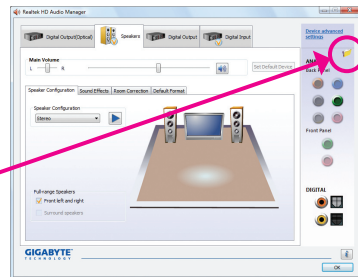 Realtek HD Audio Manager
Digital Output(Optical)
Speakers
Digital Output
Digital Input
Device advanced
settings
Main Volume
L
R
Set Default Device
ANA
Back Panel
Speaker Configuration
Sound Effects
Room Correction
Default Format
Speaker Configuration
Stereo
Front Panel
Full-range Speakers
Front left and right
Surround speakers
DIGITAL
GIGABYTE
TECHNOLOGY
i
OK